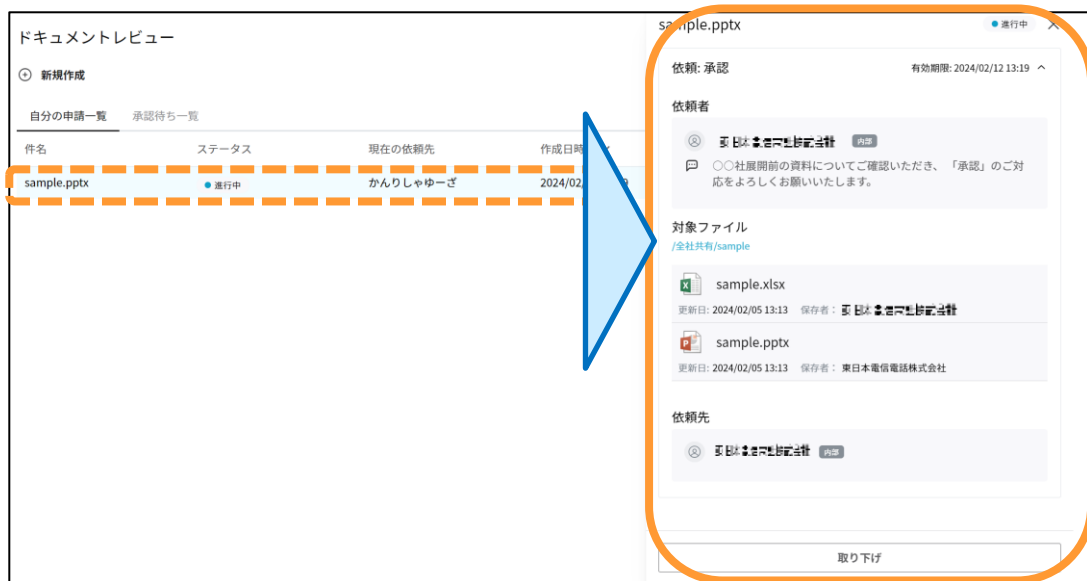 ドキュメントレビュー
新規作成
自分の申請一覧 承認待ち一覧
件名 ステータス 現在の依頼先 作成日時
sample.pptx 進行中 かんりしゃゆーざ 2024/02
sample.pptx 進行中
依頼: 承認 有効期限: 2024/02/12 13:19
依頼者
内部
○○社展開前の資料についてご確認いただき、 「承認」のご対
応をよろしくお願いいたします。
対象ファイル
/全社共有/sample
sample.xlsx
更新日: 2024/02/05 13:13 保存者：
sample.pptx
更新日: 2024/02/05 13:13 保存者： 東日本電信電話株式会社
依頼先
内部
取り下げ